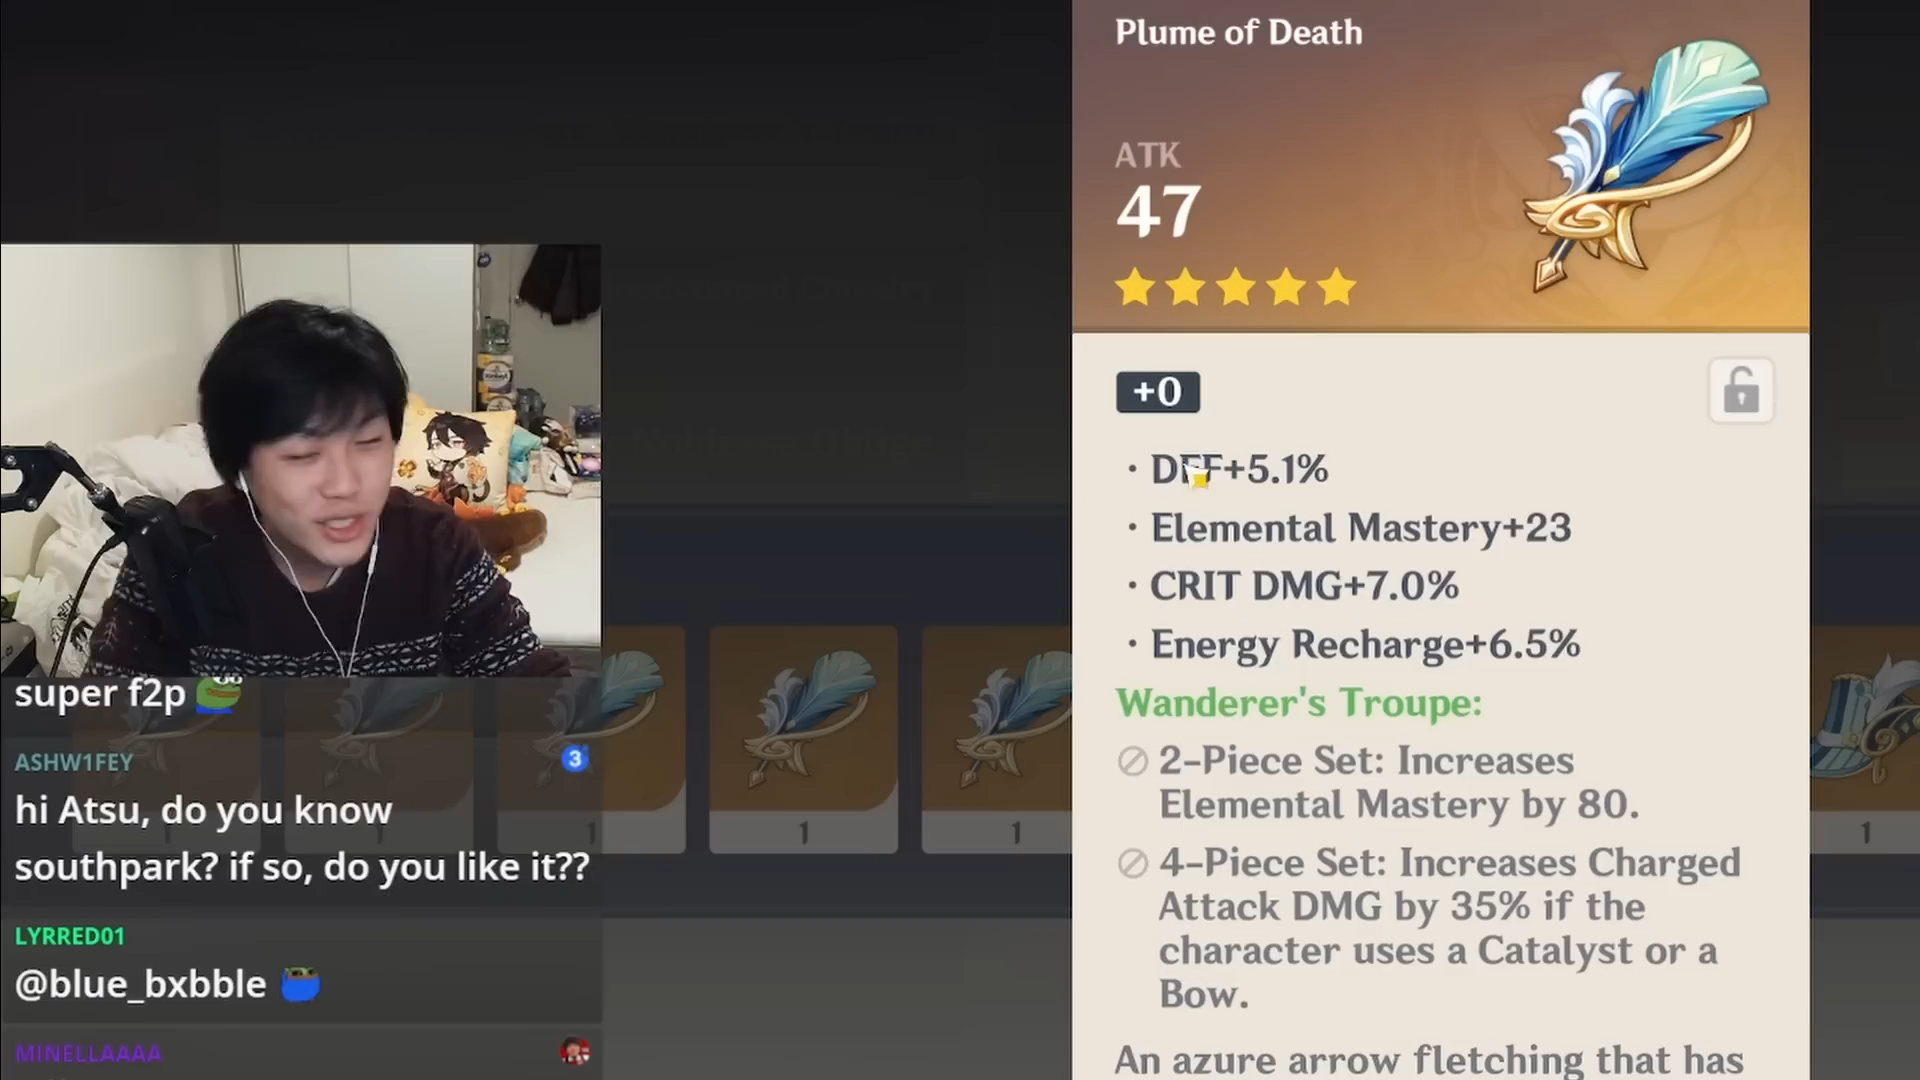 Plume of Death
ATK
47
+0
· DEF+5.1%
· Elemental Mastery+23
· CRIT DMG+7.0%
· Energy Recharge+6.5%
Wanderer's Troupe:
2-Piece Set: Increases
Elemental Mastery by 80.
4-Piece Set: Increases Charged
Attack DMG by 35% if the
character uses a Catalyst or a
Bow.
An azure arrow fletching that has
super f2p
ASHW1FEY
3
hi Atsu, do you know
southpark? if so, do you like it??
LYRRED01
@blue_bxbble
MINELLAAAA
1
1
1
1
1